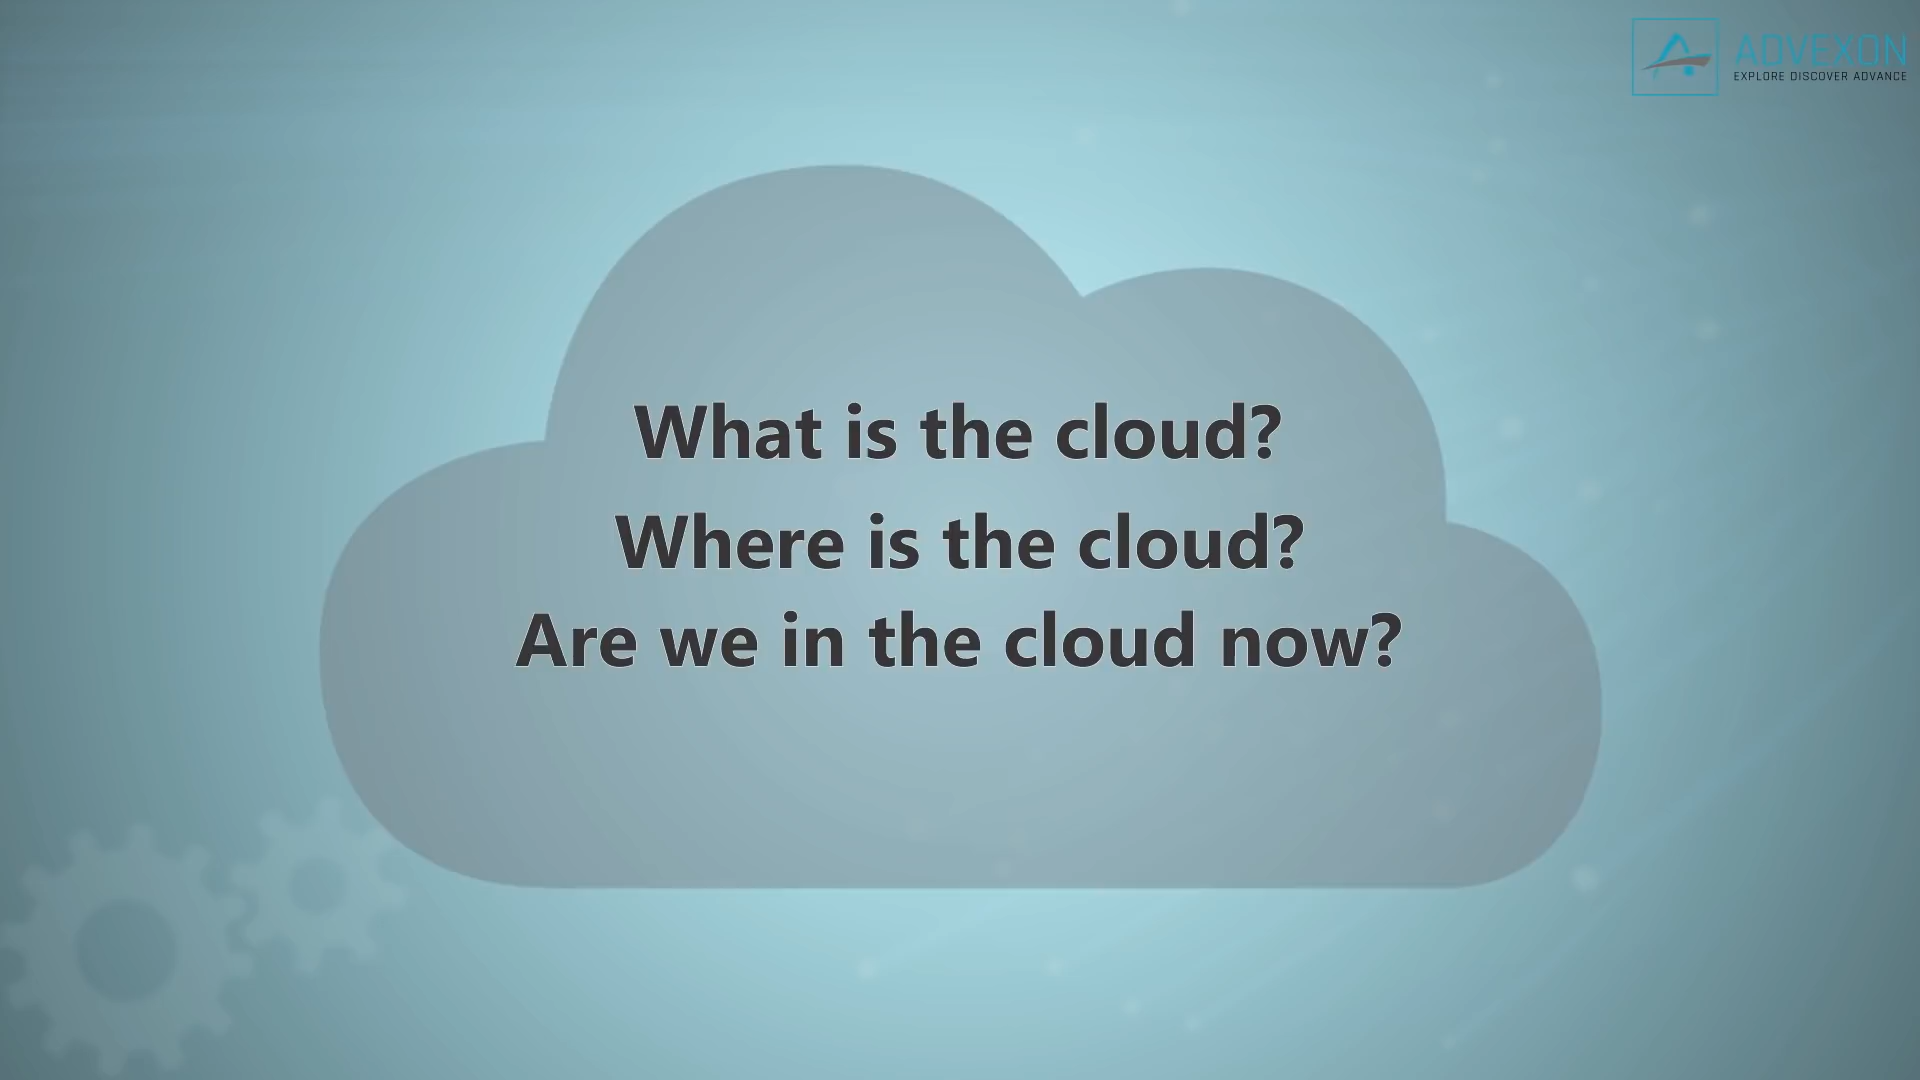 ADVEXON
EXPLORE DISCOVER ADVANCE
What is the cloud?
Where is the cloud?
Are we in the cloud now?